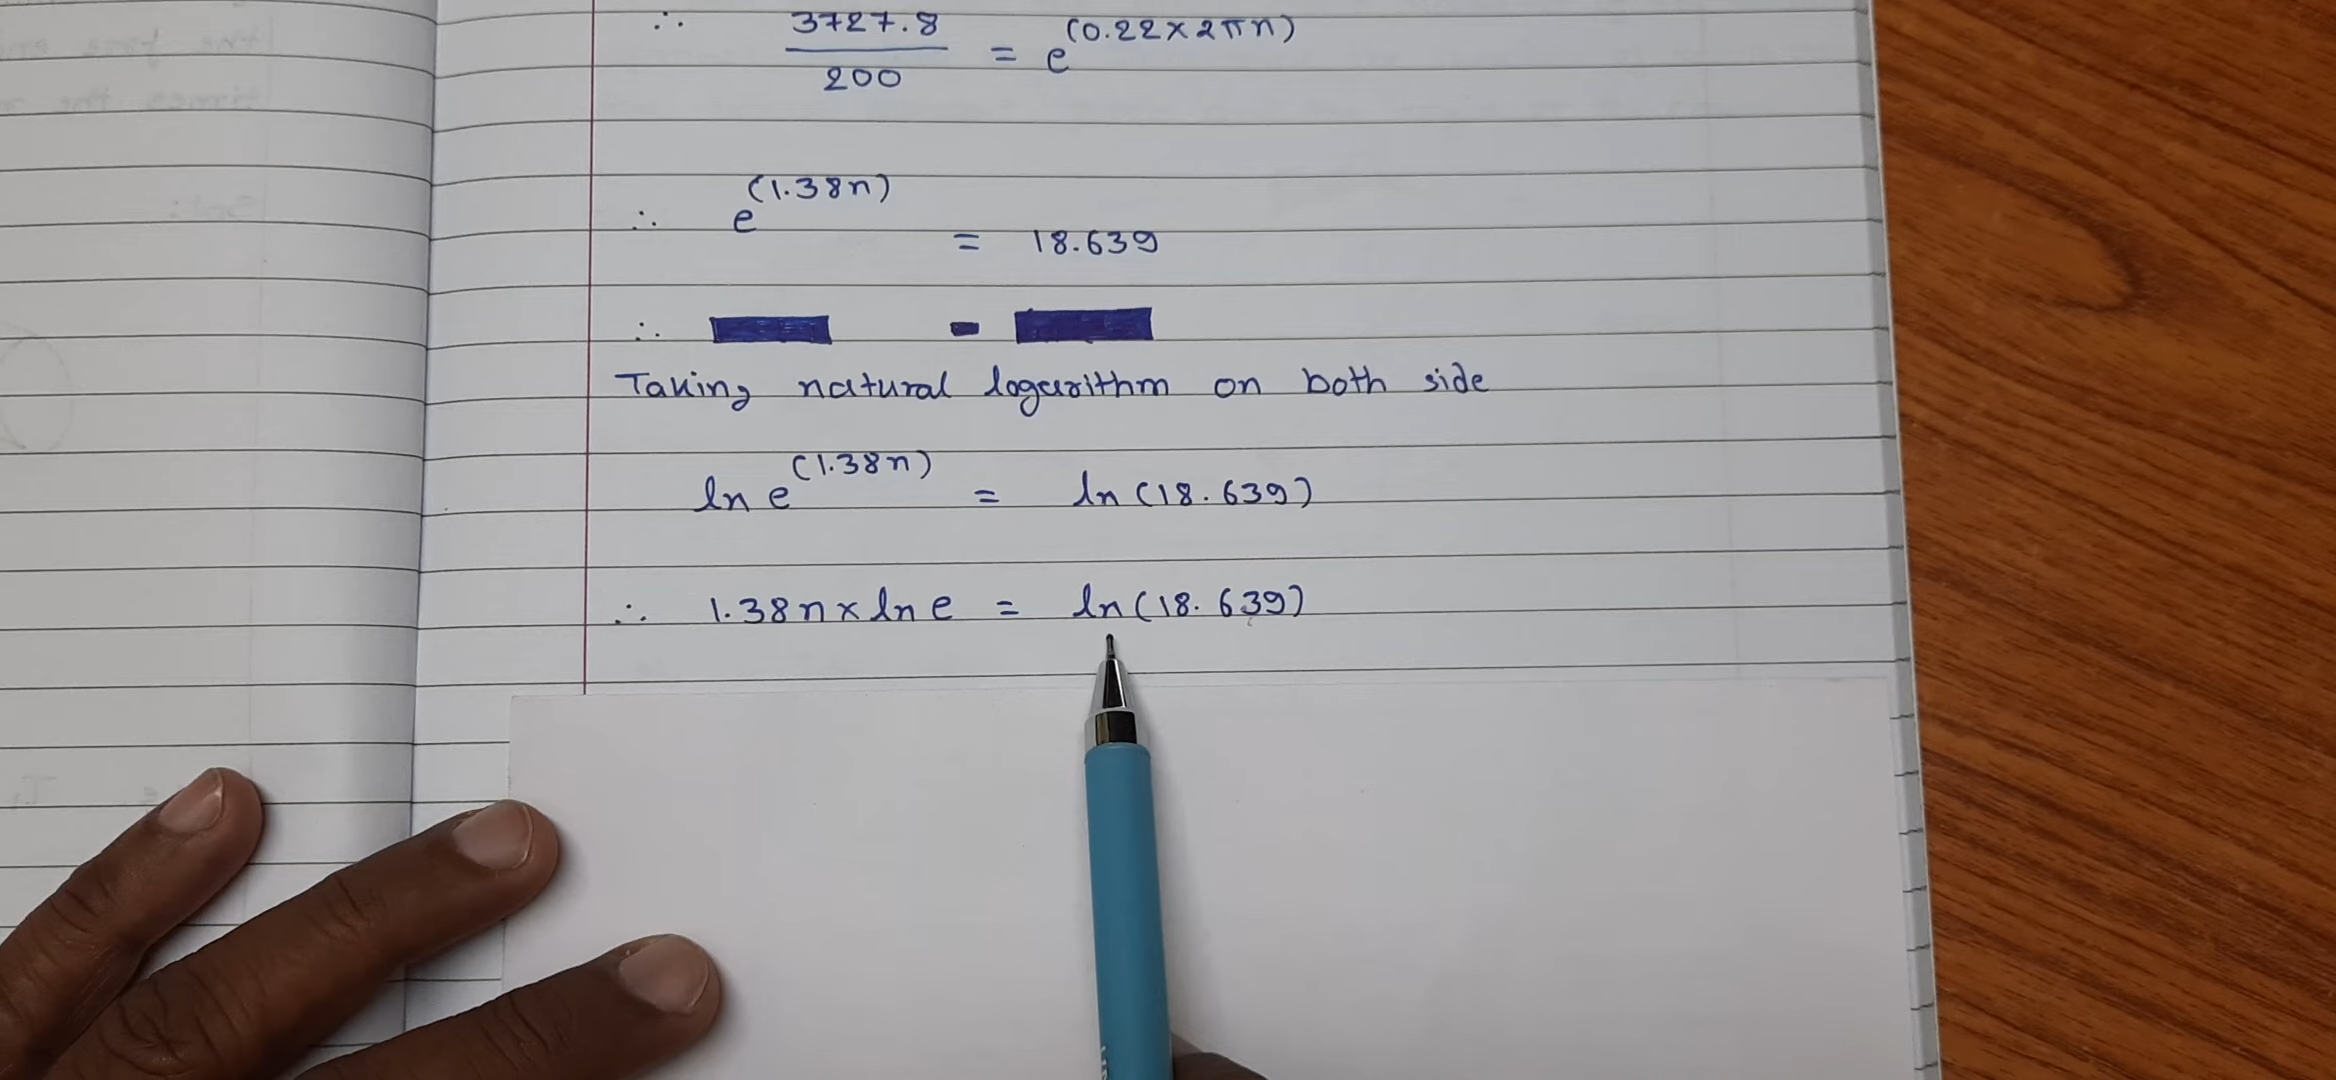 ∴ 3727.8 / 200 = e^(0.22×2πn)
∴ e^(1.38n) = 18.639
∴
Taking natural logarithm on both side
ln e^(1.38n) = ln(18.639)
∴ 1.38n × ln e = ln(18.639)